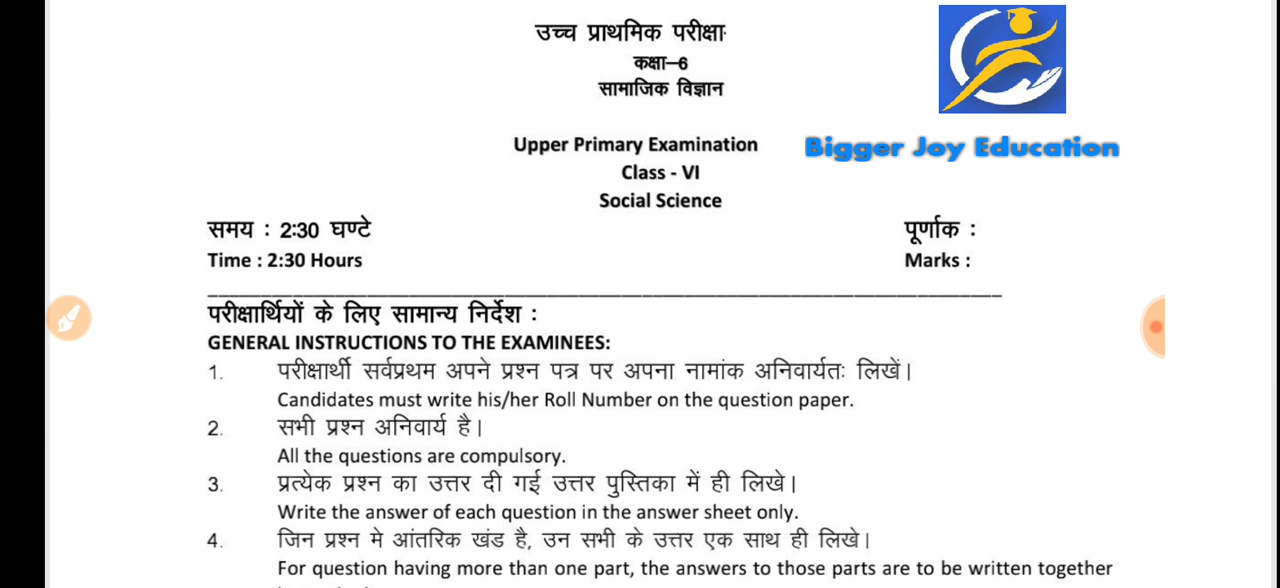 उच्च प्राथमिक परीक्षा
कक्षा–6
सामाजिक विज्ञान
Upper Primary Examination
Bigger Joy Education
Class - VI
Social Science
समय : 2:30 घण्टे
पूर्णाक :
Time : 2:30 Hours
Marks :
परीक्षार्थियों के लिए सामान्य निर्देश :
GENERAL INSTRUCTIONS TO THE EXAMINEES:
1. परीक्षार्थी सर्वप्रथम अपने प्रश्न पत्र पर अपना नामांक अनिवार्यतः लिखें।
Candidates must write his/her Roll Number on the question paper.
2. सभी प्रश्न अनिवार्य है।
All the questions are compulsory.
3. प्रत्येक प्रश्न का उत्तर दी गई उत्तर पुस्तिका में ही लिखे।
Write the answer of each question in the answer sheet only.
4. जिन प्रश्न मे आंतरिक खंड है, उन सभी के उत्तर एक साथ ही लिखे।
For question having more than one part, the answers to those parts are to be written together